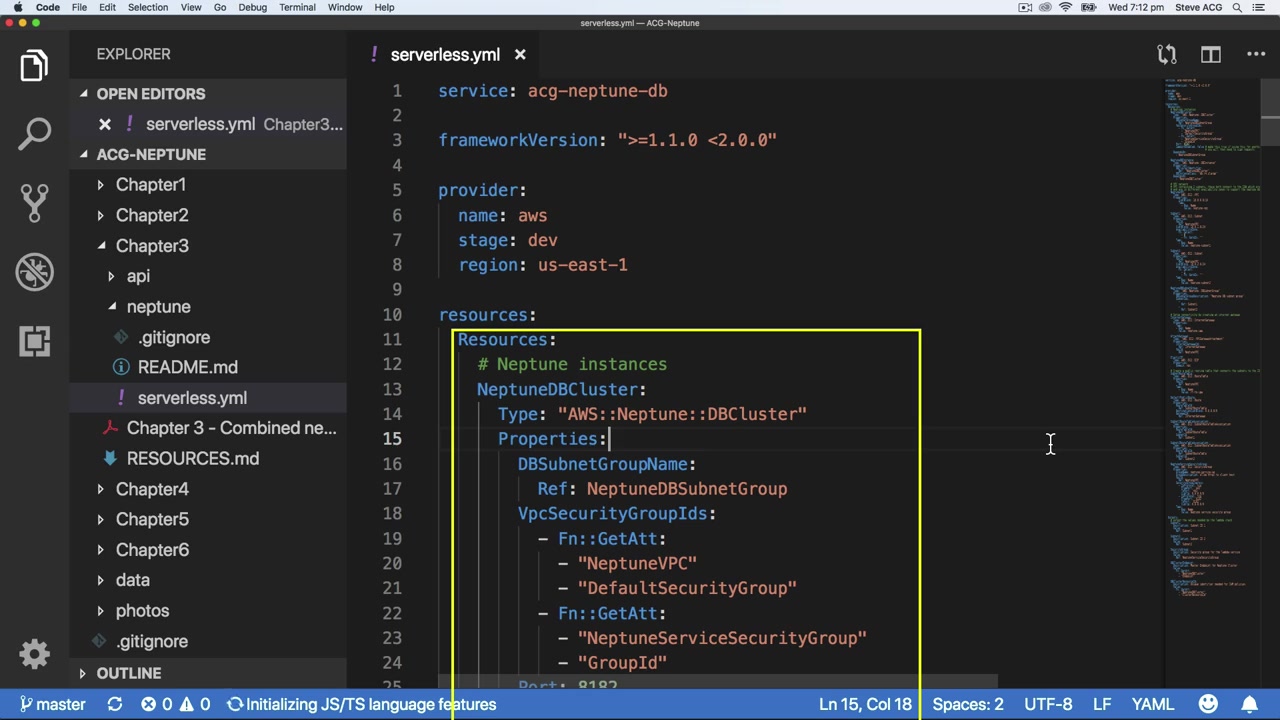 Code File Edit Selection View Go Debug Terminal Window Help Wed 7:12 pm Steve ACG
serverless.yml — ACG-Neptune
EXPLORER
OPEN EDITORS
serverless.yml Chapter3...
ACG-NEPTUNE
Chapter1
Chapter2
Chapter3
api
neptune
.gitignore
README.md
serverless.yml
Chapter 3 - Combined ne...
RESOURCES.md
Chapter4
Chapter5
Chapter6
data
photos
.gitignore
OUTLINE
serverless.yml
1 service: acg-neptune-db
2
3 frameworkVersion: ">=1.1.0 <2.0.0"
4
5 provider:
6 name: aws
7 stage: dev
8 region: us-east-1
9
10 resources:
11 Resources:
12 # Neptune instances
13 NeptuneDBCluster:
14 Type: "AWS::Neptune::DBCluster"
15 Properties:
16 DBSubnetGroupName:
17 Ref: NeptuneDBSubnetGroup
18 VpcSecurityGroupIds:
19 - Fn::GetAtt:
20 - "NeptuneVPC"
21 - "DefaultSecurityGroup"
22 - Fn::GetAtt:
23 - "NeptuneServiceSecurityGroup"
24 - "GroupId"
25 Port: 8182
master 0 0 Initializing JS/TS language features Ln 15, Col 18 Spaces: 2 UTF-8 LF YAML